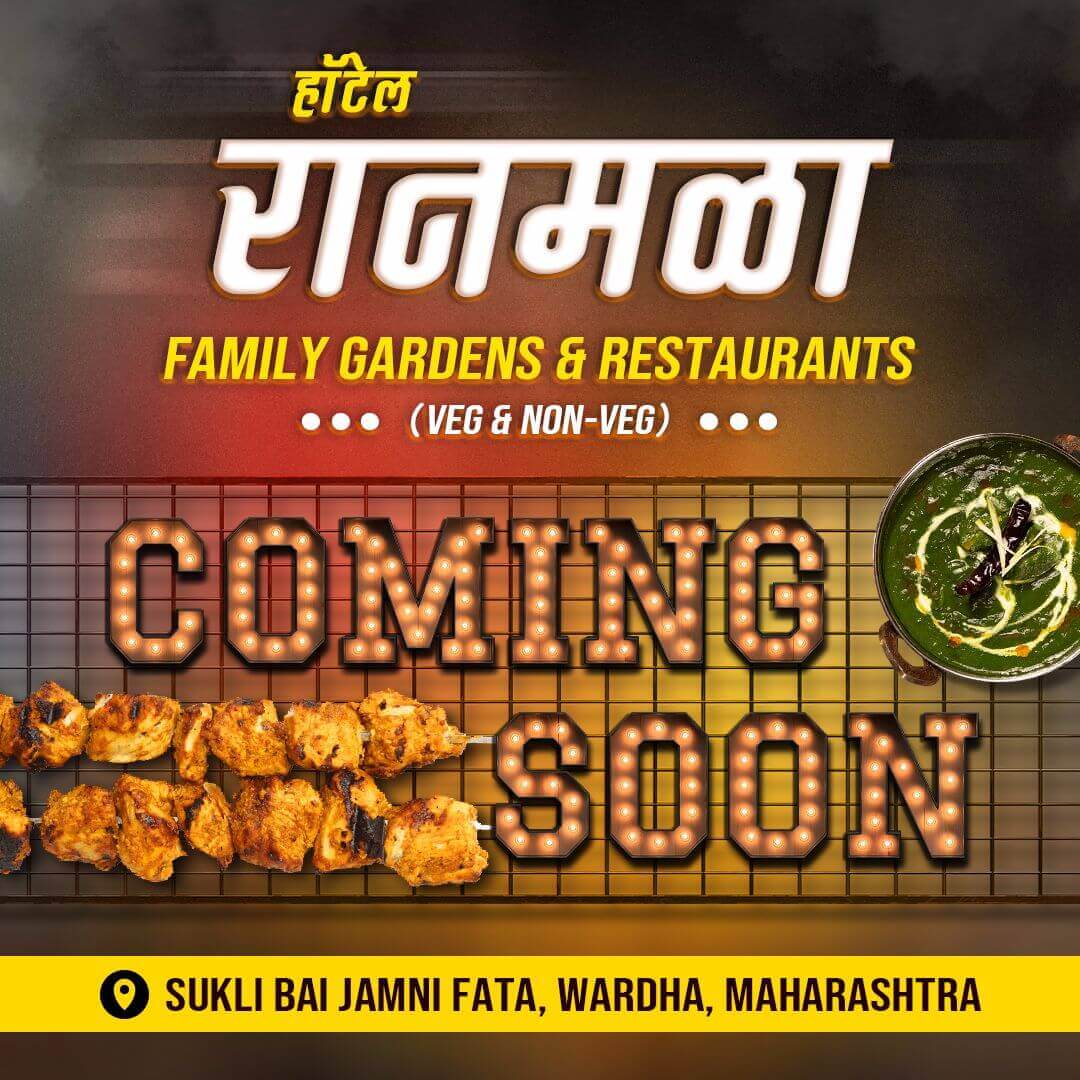 हॉटेल
रानमळा
FAMILY GARDENS & RESTAURANTS
(VEG & NON-VEG)
COMING
SOON
SUKLI BAI JAMNI FATA, WARDHA, MAHARASHTRA